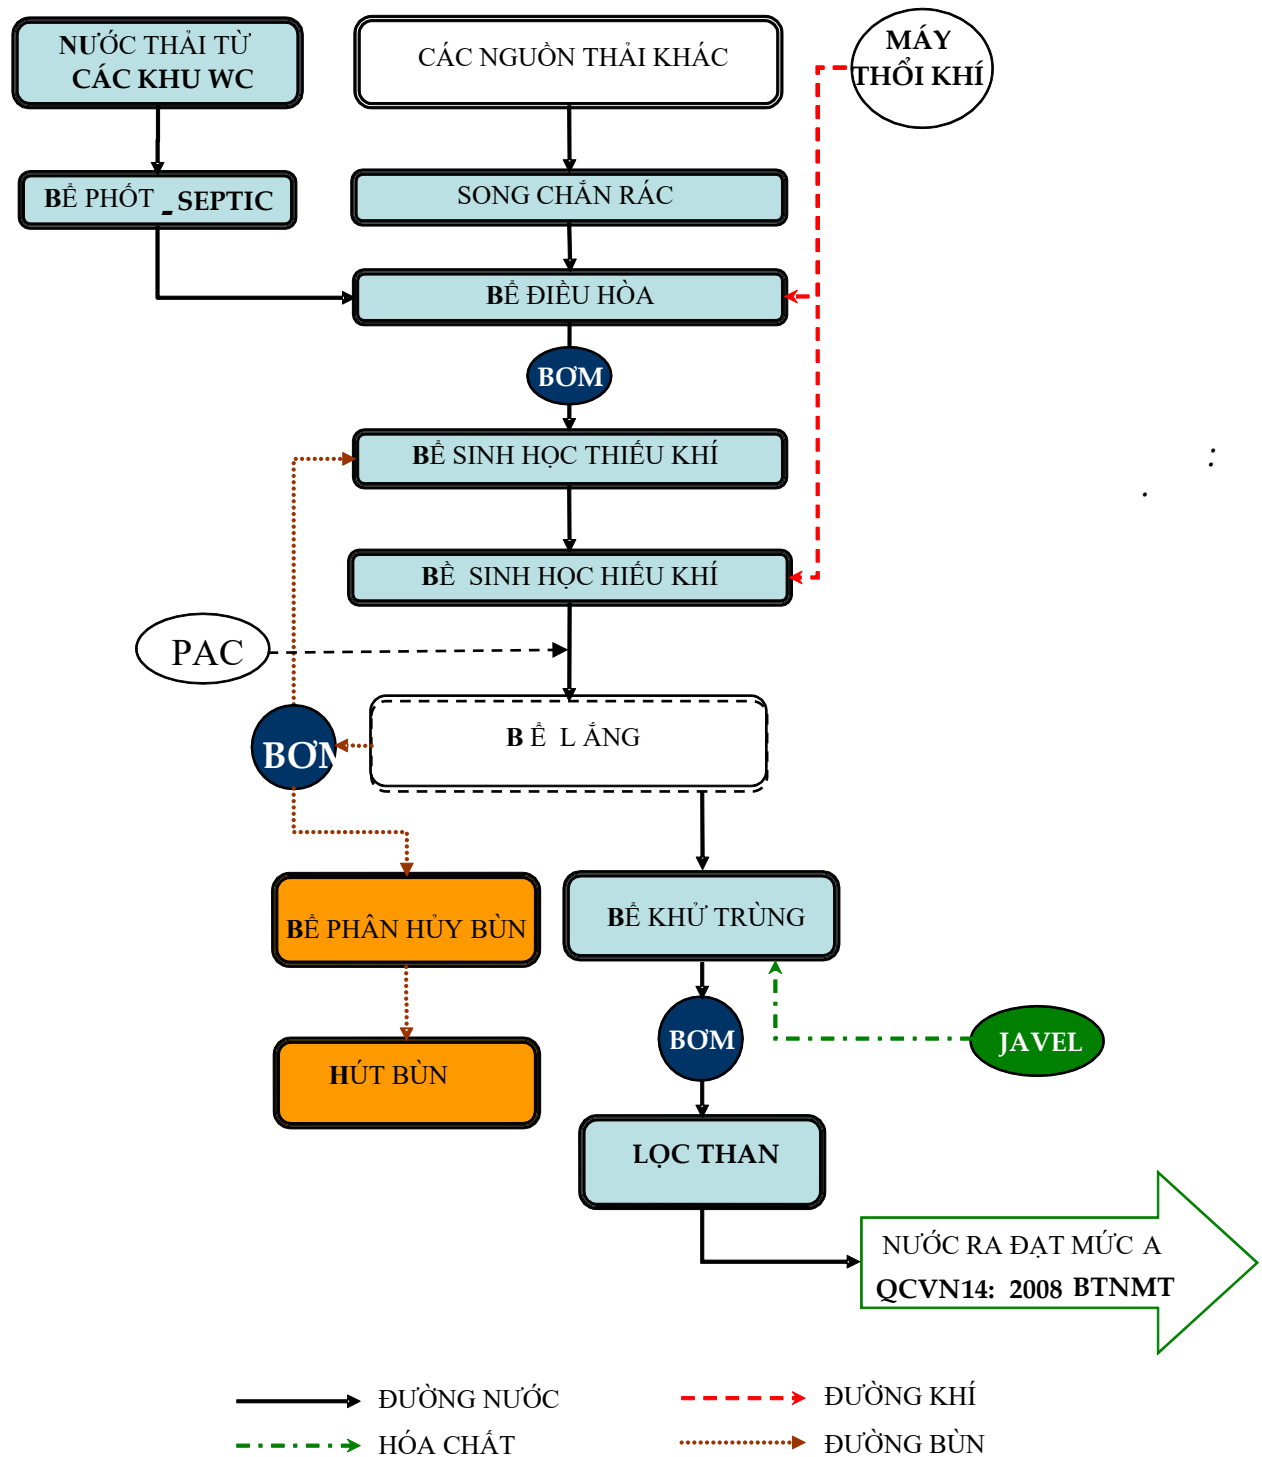 NƯỚC THẢI TỪ
CÁC KHU WC
CÁC NGUỒN THẢI KHÁC
MÁY
THỔI KHÍ
BỂ PHỐT - SEPTIC
SONG CHẮN RÁC
BỂ ĐIỀU HÒA
BƠM
BỂ SINH HỌC THIẾU KHÍ
:
.
BỂ SINH HỌC HIẾU KHÍ
PAC
BƠM
B Ể L ẮNG
BỂ PHÂN HỦY BÙN
BỂ KHỬ TRÙNG
BƠM
JAVEL
HÚT BÙN
LỌC THAN
NƯỚC RA ĐẠT MỨC A
QCVN14: 2008 BTNMT
ĐƯỜNG NƯỚC
ĐƯỜNG KHÍ
HÓA CHẤT
ĐƯỜNG BÙN